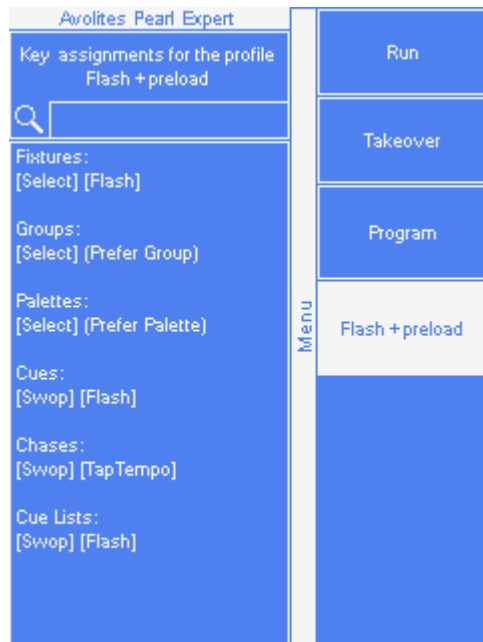 Avolites Pearl Expert
Key assignments for the profile
Flash + preload
Fixtures:
[Select] [Flash]
Groups:
[Select] (Prefer Group)
Palettes:
[Select] (Prefer Palette)
Cues:
[Swop] [Flash]
Chases:
[Swop] [TapTempo]
Cue Lists:
[Swop] [Flash]
Menu
Run
Takeover
Program
Flash + preload